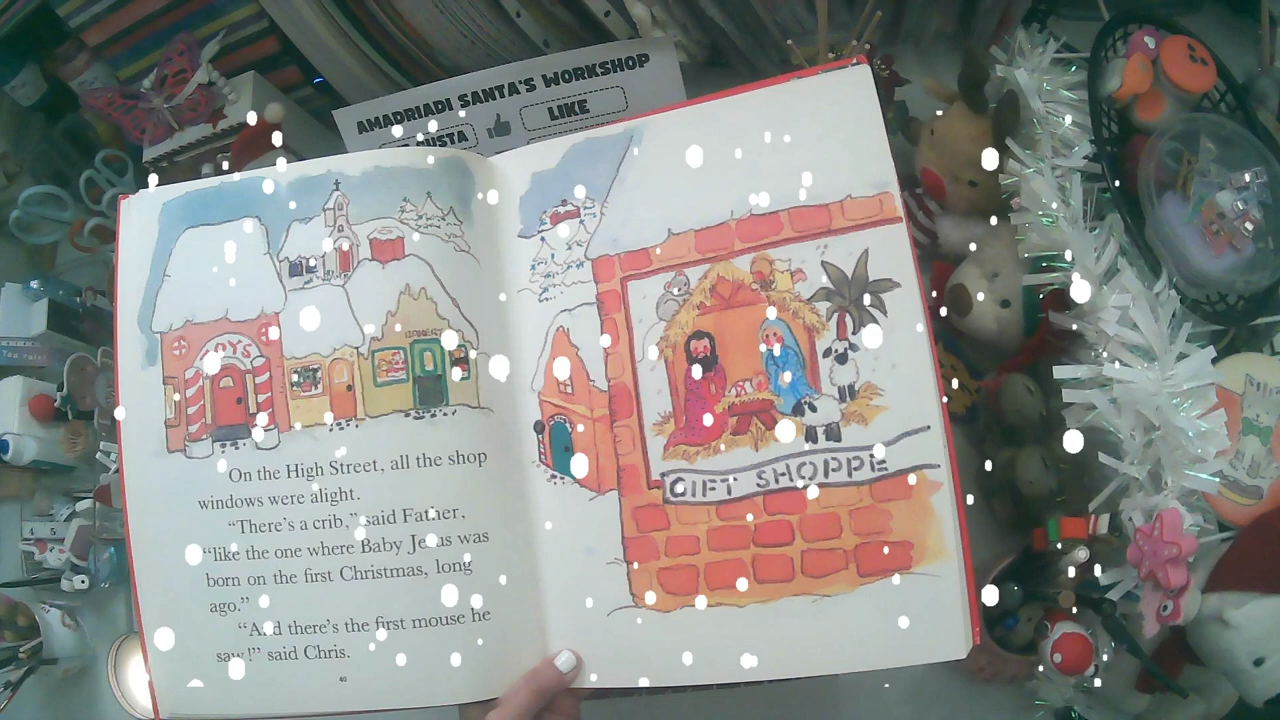 AMADRIADI SANTA'S WORKSHOP
LIKE
TOYS
BAKERY
On the High Street, all the shop
windows were alight.
"There's a crib," said Father,
"like the one where Baby Jesus was
born on the first Christmas, long
ago."
"And there's the first mouse he
saw!" said Chris.
40
GIFT SHOPPE